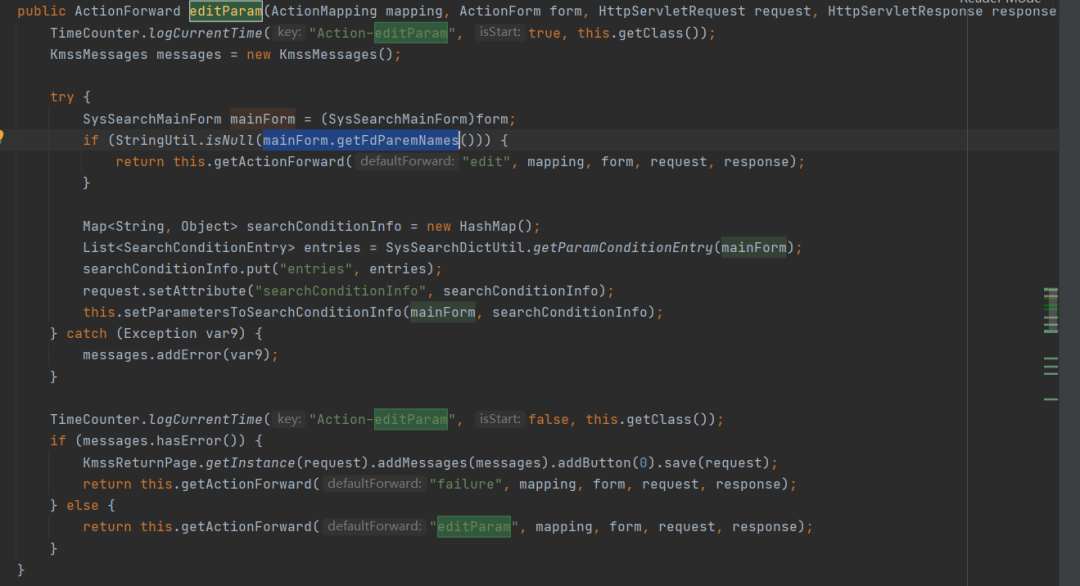 public ActionForward editParam(ActionMapping mapping, ActionForm form, HttpServletRequest request, HttpServletResponse response
TimeCounter.logCurrentTime( key: "Action-editParam", isStart: true, this.getClass());
KmssMessages messages = new KmssMessages();
try {
SysSearchMainForm mainForm = (SysSearchMainForm)form;
if (StringUtil.isNull(mainForm.getFdParemNames())) {
return this.getActionForward( defaultForward: "edit", mapping, form, request, response);
}
Map<String, Object> searchConditionInfo = new HashMap();
List<SearchConditionEntry> entries = SysSearchDictUtil.getParamConditionEntry(mainForm);
searchConditionInfo.put("entries", entries);
request.setAttribute("searchConditionInfo", searchConditionInfo);
this.setParametersToSearchConditionInfo(mainForm, searchConditionInfo);
} catch (Exception var9) {
messages.addError(var9);
}
TimeCounter.logCurrentTime( key: "Action-editParam", isStart: false, this.getClass());
if (messages.hasError()) {
KmssReturnPage.getInstance(request).addMessages(messages).addButton(0).save(request);
return this.getActionForward( defaultForward: "failure", mapping, form, request, response);
} else {
return this.getActionForward( defaultForward: "editParam", mapping, form, request, response);
}
}